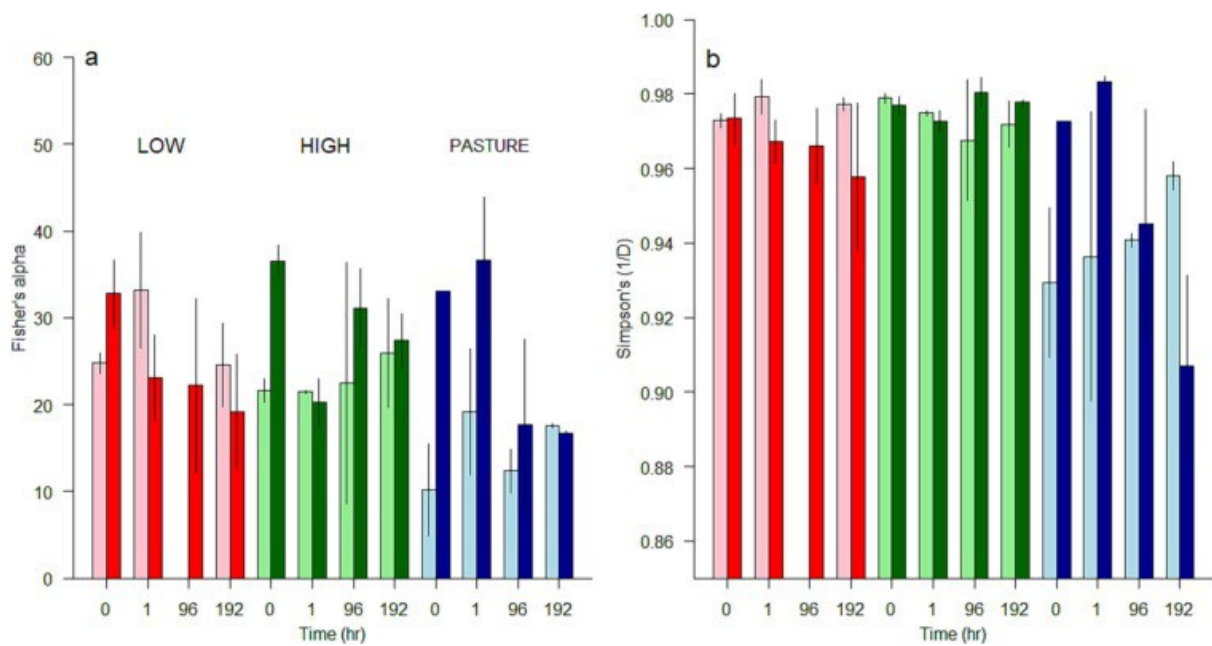 a
60
50
40
30
20
10
0
Fisher's alpha
LOW HIGH PASTURE
0 1 96 192 0 1 96 192 0 1 96 192
Time (hr)
b
1.00
0.98
0.96
0.94
0.92
0.90
0.88
0.86
Simpson's (1/D)
0 1 96 192 0 1 96 192 0 1 96 192
Time (hr)